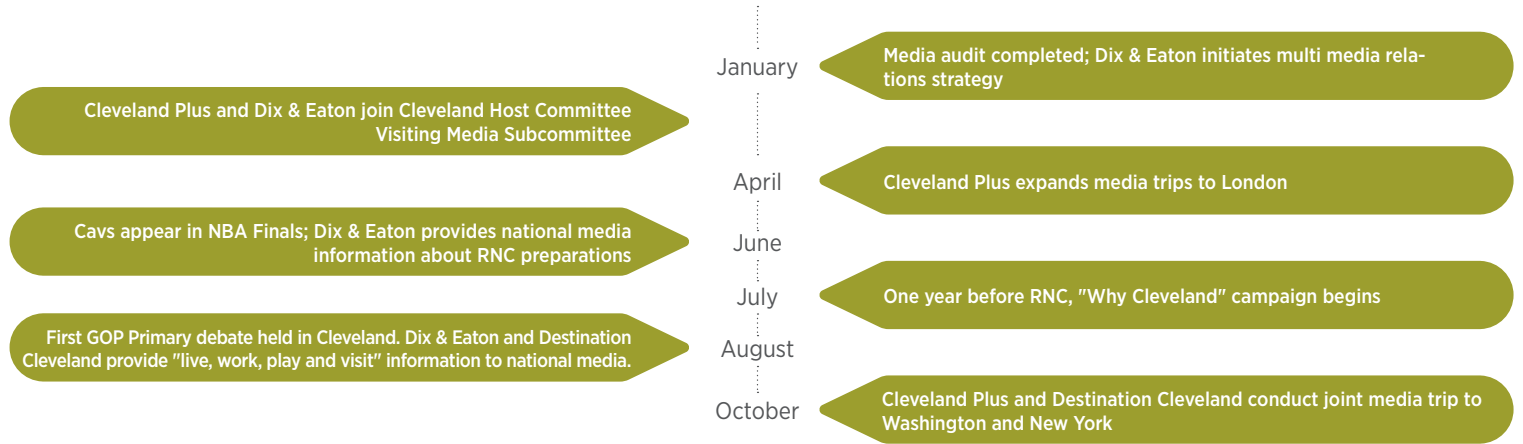 January
Media audit completed; Dix & Eaton initiates multi media rela-
tions strategy
Cleveland Plus and Dix & Eaton join Cleveland Host Committee
Visiting Media Subcommittee
April
Cleveland Plus expands media trips to London
Cavs appear in NBA Finals; Dix & Eaton provides national media
information about RNC preparations
June
July
One year before RNC, "Why Cleveland" campaign begins
First GOP Primary debate held in Cleveland. Dix & Eaton and Destination
Cleveland provide "live, work, play and visit" information to national media.
August
October
Cleveland Plus and Destination Cleveland conduct joint media trip to
Washington and New York